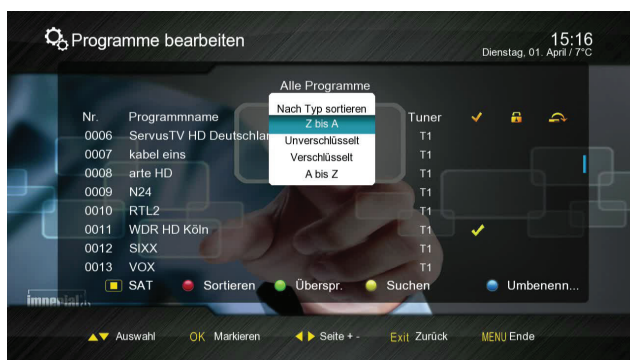 Programme bearbeiten
15:16
Dienstag, 01. April / 7°C
Alle Programme
Nr. Programmname Tuner
Nach Typ sortieren
Z bis A
Unverschlüsselt
Verschlüsselt
A bis Z
0006 ServusTV HD Deutschlan T1
0007 kabel eins T1
0008 arte HD T1
0009 N24 T1
0010 RTL2 T1
0011 WDR HD Köln T1
0012 SIXX T1
0013 VOX T1
SAT Sortieren Überspr. Suchen Umbenenn...
imperial
Auswahl OK Markieren Seite + - Exit Zurück MENU Ende